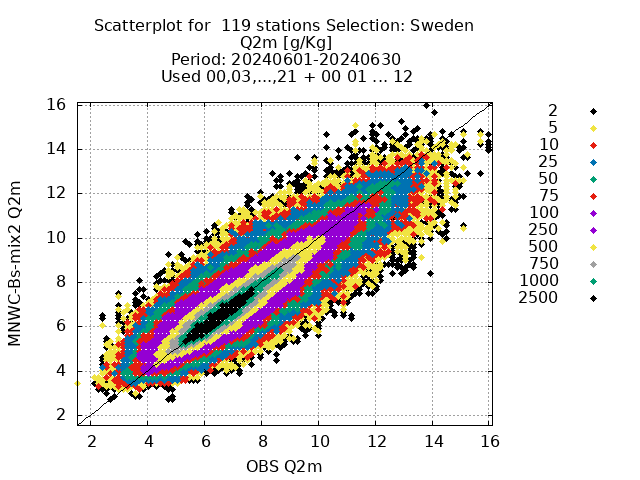 Scatterplot for  119 stations Selection: Sweden
Q2m [g/Kg]
Period: 20240601-20240630
Used 00,03,...,21 + 00 01 ... 12
16
14
12
10
8
6
4
2
MNWC-Bs-mix2 Q2m
2 4 6 8 10 12 14 16
OBS Q2m
2
5
10
25
50
75
100
250
500
750
1000
2500